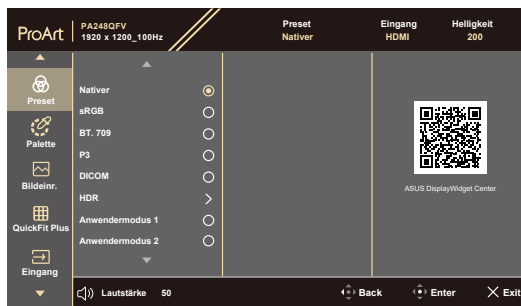 ProArt
PA248QFV
1920 x 1200_100Hz
Preset
Nativer
Eingang
HDMI
Helligkeit
200
Preset
Palette
Bildeinr.
QuickFit Plus
Eingang
Nativer
sRGB
BT. 709
P3
DICOM
HDR
Anwendermodus 1
Anwendermodus 2
ASUS DisplayWidget Center
Lautstärke 50
Back
Enter
Exit